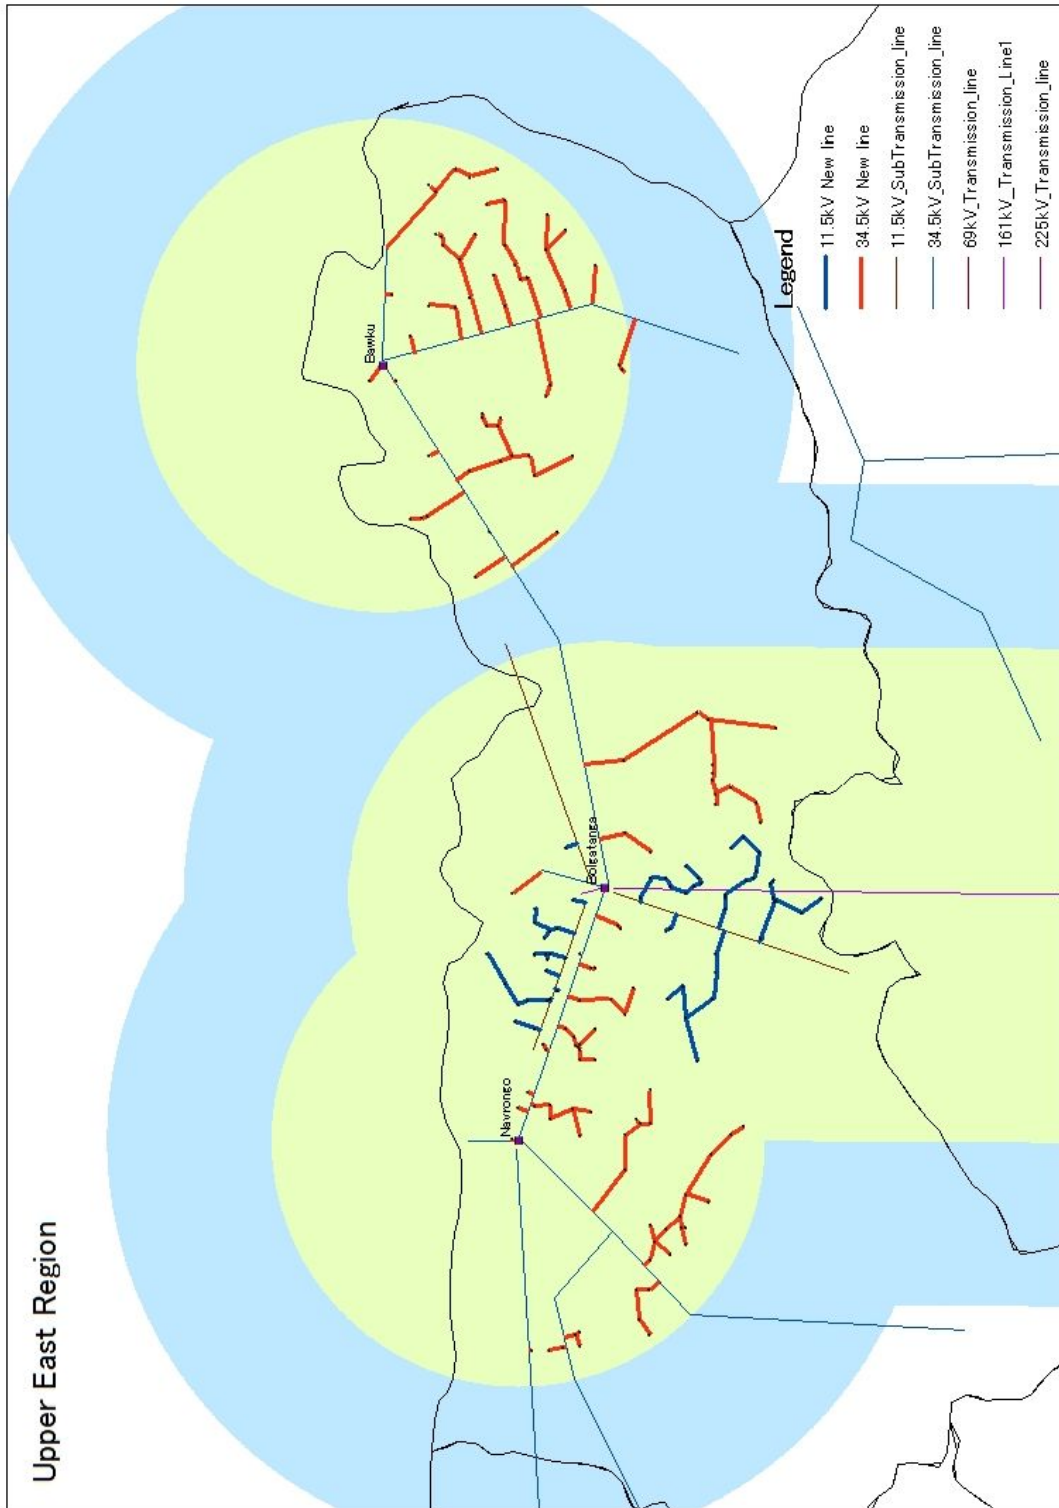 Upper East Region
Navrongo
Bolgatanga
Bawku
Legend
11.5kV New line
34.5kV New line
11.5kV_SubTransmission_line
34.5kV_SubTransmission_line
69kV_Transmission_line
161kV_Transmission_Line1
225kV_Transmission_line